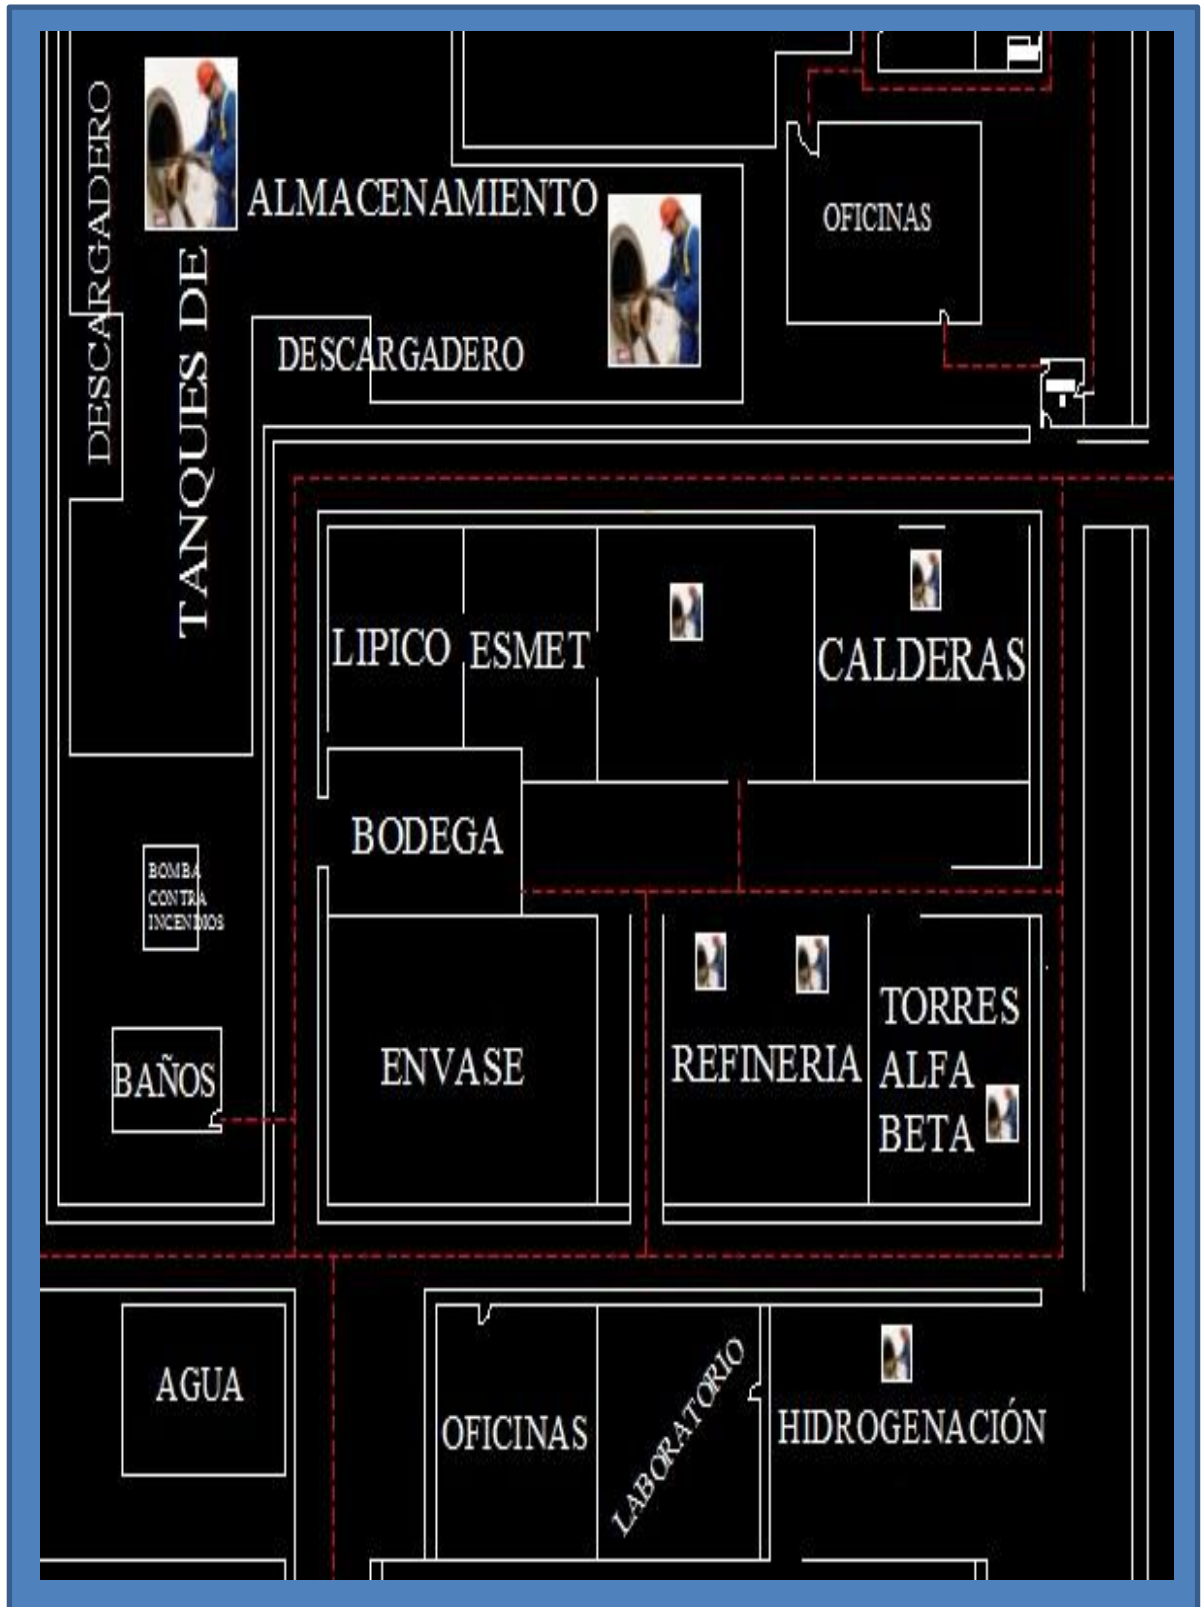 DESCARGADERO
TANQUES DE
ALMACENAMIENTO
OFICINAS
DESCARGADERO
LIPICO
ESMET
CALDERAS
BODEGA
BOMBA
CONTRA
INCENDIOS
BAÑOS
ENVASE
REFINERIA
TORRES
ALFA
BETA
AGUA
OFICINAS
LABORATORIO
HIDROGENACIÓN